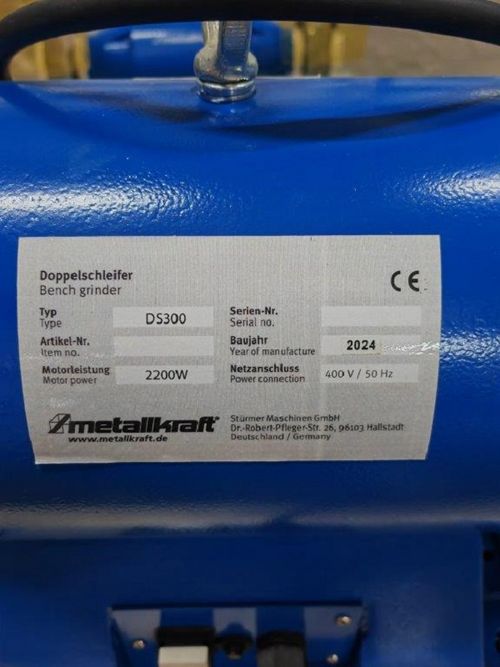 Doppelschleifer
Bench grinder
CE
Typ
Type
DS300
Serien-Nr.
Serial no.
Artikel-Nr.
Item no.
Baujahr
Year of manufacture
2024
Motorleistung
Motor power
2200W
Netzanschluss
Power connection
400 V / 50 Hz
metallkraft®
www.metallkraft.de
Stürmer Maschinen GmbH
Dr.-Robert-Pfleger-Str. 26, 96103 Hallstadt
Deutschland / Germany